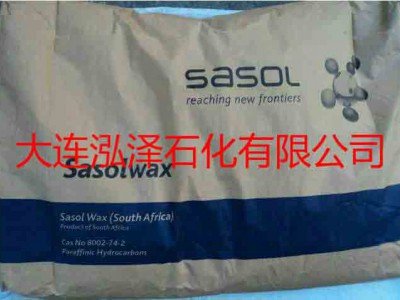 sasol
reaching new frontiers
大连泓泽石化有限公司
Sasolwax
Sasol Wax (South Africa)
Product of South Africa
Cas No 8002-74-2
Paraffinic Hydrocarbons